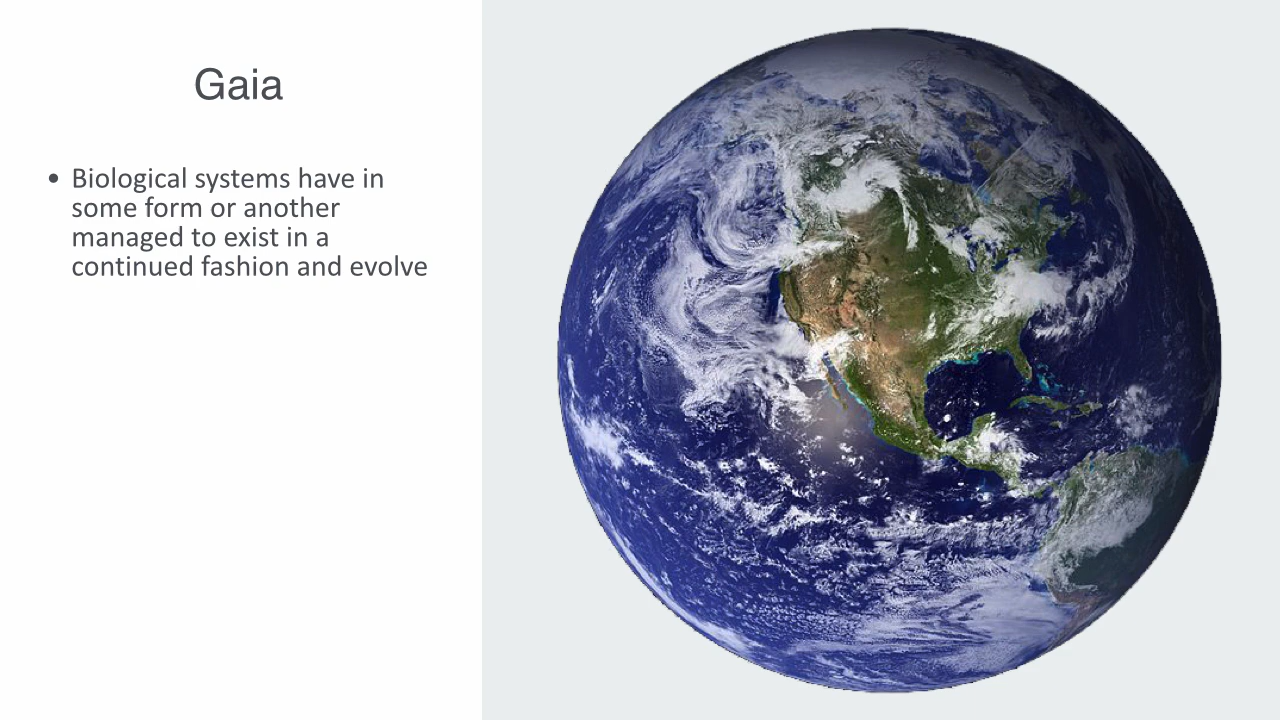 Gaia
• Biological systems have in
some form or another
managed to exist in a
continued fashion and evolve